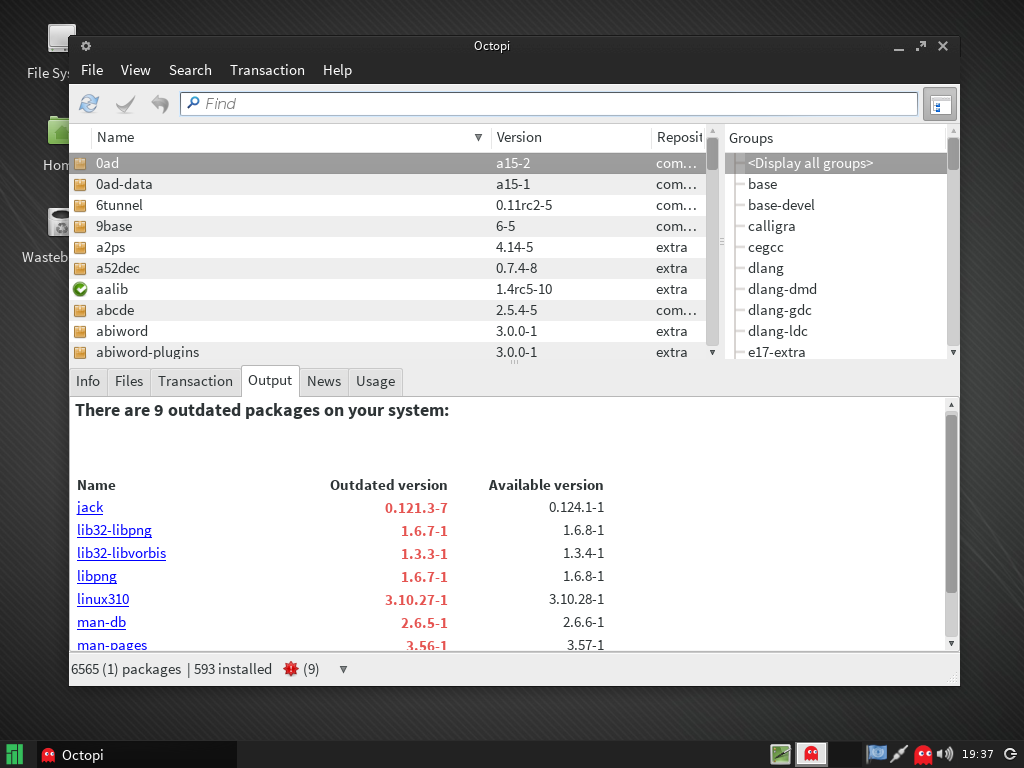 File Sys
Home
Wasteb
Octopi
File View Search Transaction Help
Find
Name Version Reposit Groups
0ad a15-2 com… <Display all groups>
0ad-data a15-1 com… base
6tunnel 0.11rc2-5 com… base-devel
9base 6-5 com… calligra
a2ps 4.14-5 extra cegcc
a52dec 0.7.4-8 extra dlang
aalib 1.4rc5-10 extra dlang-dmd
abcde 2.5.4-5 com… dlang-gdc
abiword 3.0.0-1 extra dlang-ldc
abiword-plugins 3.0.0-1 extra e17-extra
Info Files Transaction Output News Usage
There are 9 outdated packages on your system:
Name Outdated version Available version
jack 0.121.3-7 0.124.1-1
lib32-libpng 1.6.7-1 1.6.8-1
lib32-libvorbis 1.3.3-1 1.3.4-1
libpng 1.6.7-1 1.6.8-1
linux310 3.10.27-1 3.10.28-1
man-db 2.6.5-1 2.6.6-1
man-pages 3.56-1 3.57-1
6565 (1) packages | 593 installed (9)
Octopi 19:37